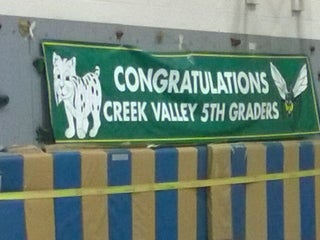 CONGRATULATIONS
CREEK VALLEY 5TH GRADERS